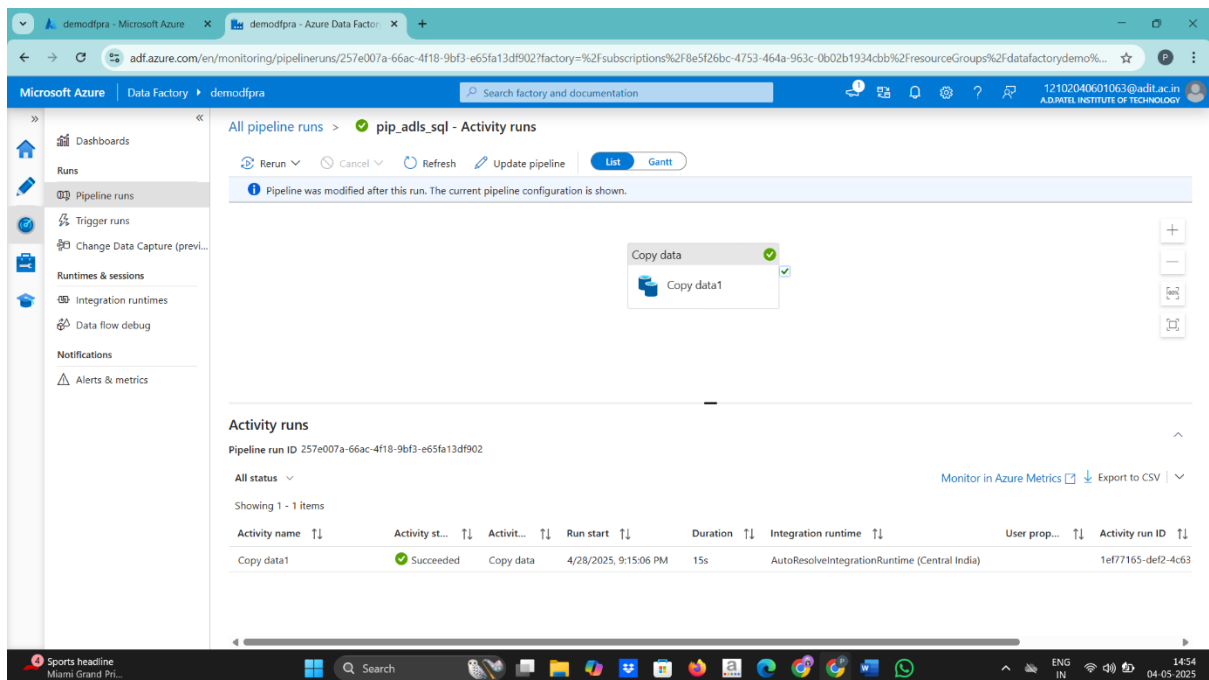 demodfpra - Microsoft Azure
demodfpra - Azure Data Factor
adf.azure.com/en/monitoring/pipelineruns/257e007a-66ac-4f18-9bf3-e65fa13df902?factory=%2Fsubscriptions%2F8e5f26bc-4753-464a-963c-0b02b1934cbb%2FresourceGroups%2Fdatafactorydemo%...
P
Microsoft Azure | Data Factory ▸ demodfpra
Search factory and documentation
1
12102040601063@adit.ac.in
A.D.PATEL INSTITUTE OF TECHNOLOGY
Dashboards
Runs
Pipeline runs
Trigger runs
Change Data Capture (previ...
Runtimes & sessions
Integration runtimes
Data flow debug
Notifications
Alerts & metrics
All pipeline runs > pip_adls_sql - Activity runs
Rerun Cancel Refresh Update pipeline List Gantt
Pipeline was modified after this run. The current pipeline configuration is shown.
Copy data
Copy data1
Activity runs
Pipeline run ID 257e007a-66ac-4f18-9bf3-e65fa13df902
All status
Monitor in Azure Metrics Export to CSV
Showing 1 - 1 items
Activity name Activity st... Activit... Run start Duration Integration runtime User prop... Activity run ID
Copy data1 Succeeded Copy data 4/28/2025, 9:15:06 PM 15s AutoResolveIntegrationRuntime (Central India) 1ef77165-def2-4c63
4
Sports headline
Miami Grand Pri...
Search
ENG
IN
14:54
04-05-2025